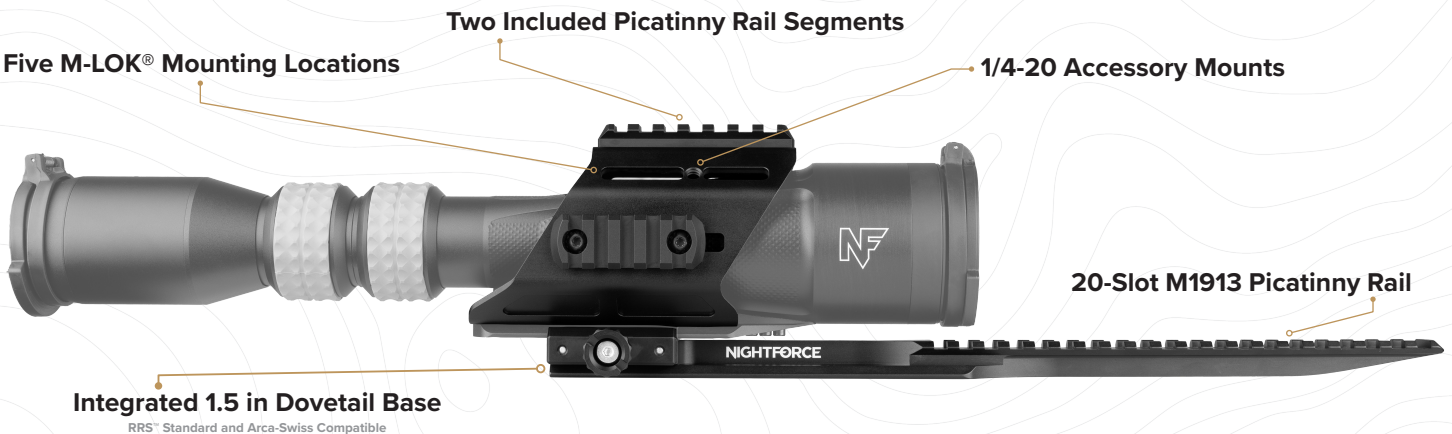 Two Included Picatinny Rail Segments
Five M-LOK® Mounting Locations
1/4-20 Accessory Mounts
NF
20-Slot M1913 Picatinny Rail
NIGHTFORCE
Integrated 1.5 in Dovetail Base
RRS™ Standard and Arca-Swiss Compatible